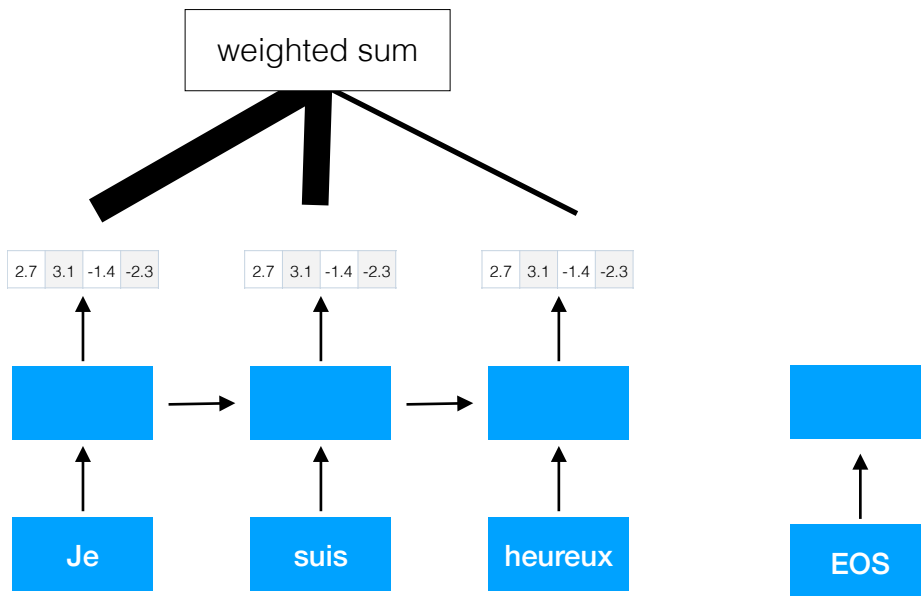 weighted sum
2.7 3.1 -1.4 -2.3 2.7 3.1 -1.4 -2.3 2.7 3.1 -1.4 -2.3
Je suis heureux EOS